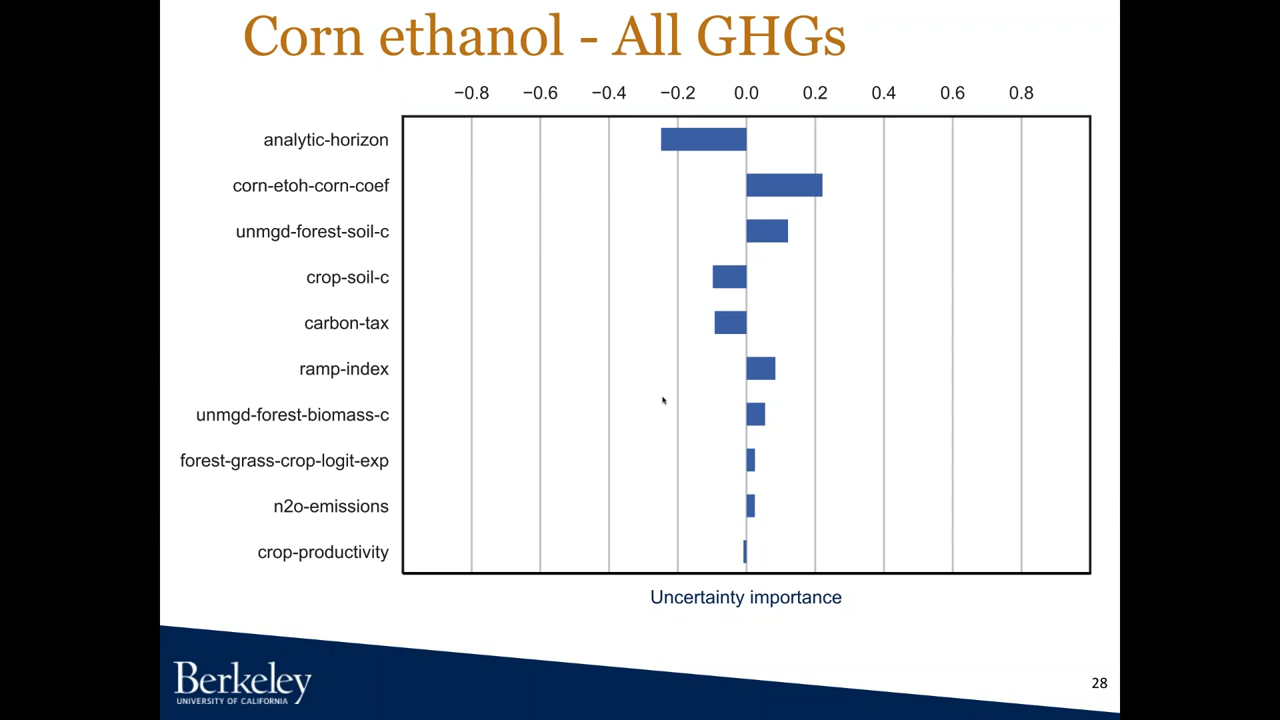 Corn ethanol - All GHGs
−0.8 −0.6 −0.4 −0.2 0.0 0.2 0.4 0.6 0.8
analytic-horizon
corn-etoh-corn-coef
unmgd-forest-soil-c
crop-soil-c
carbon-tax
ramp-index
unmgd-forest-biomass-c
forest-grass-crop-logit-exp
n2o-emissions
crop-productivity
Uncertainty importance
Berkeley
UNIVERSITY OF CALIFORNIA
28